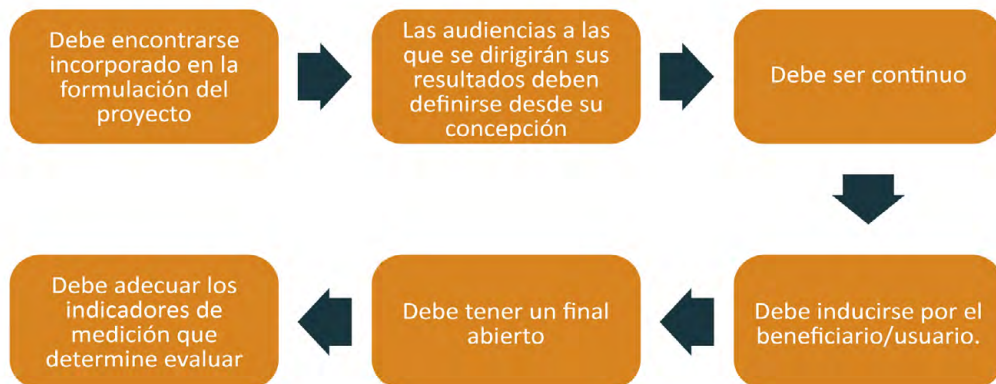 Debe encontrarse
incorporado en la
formulación del
proyecto
Las audiencias a las
que se dirigirán sus
resultados deben
definirse desde su
concepción
Debe ser continuo
Debe inducirse por el
beneficiario/usuario.
Debe tener un final
abierto
Debe adecuar los
indicadores de
medición que
determine evaluar